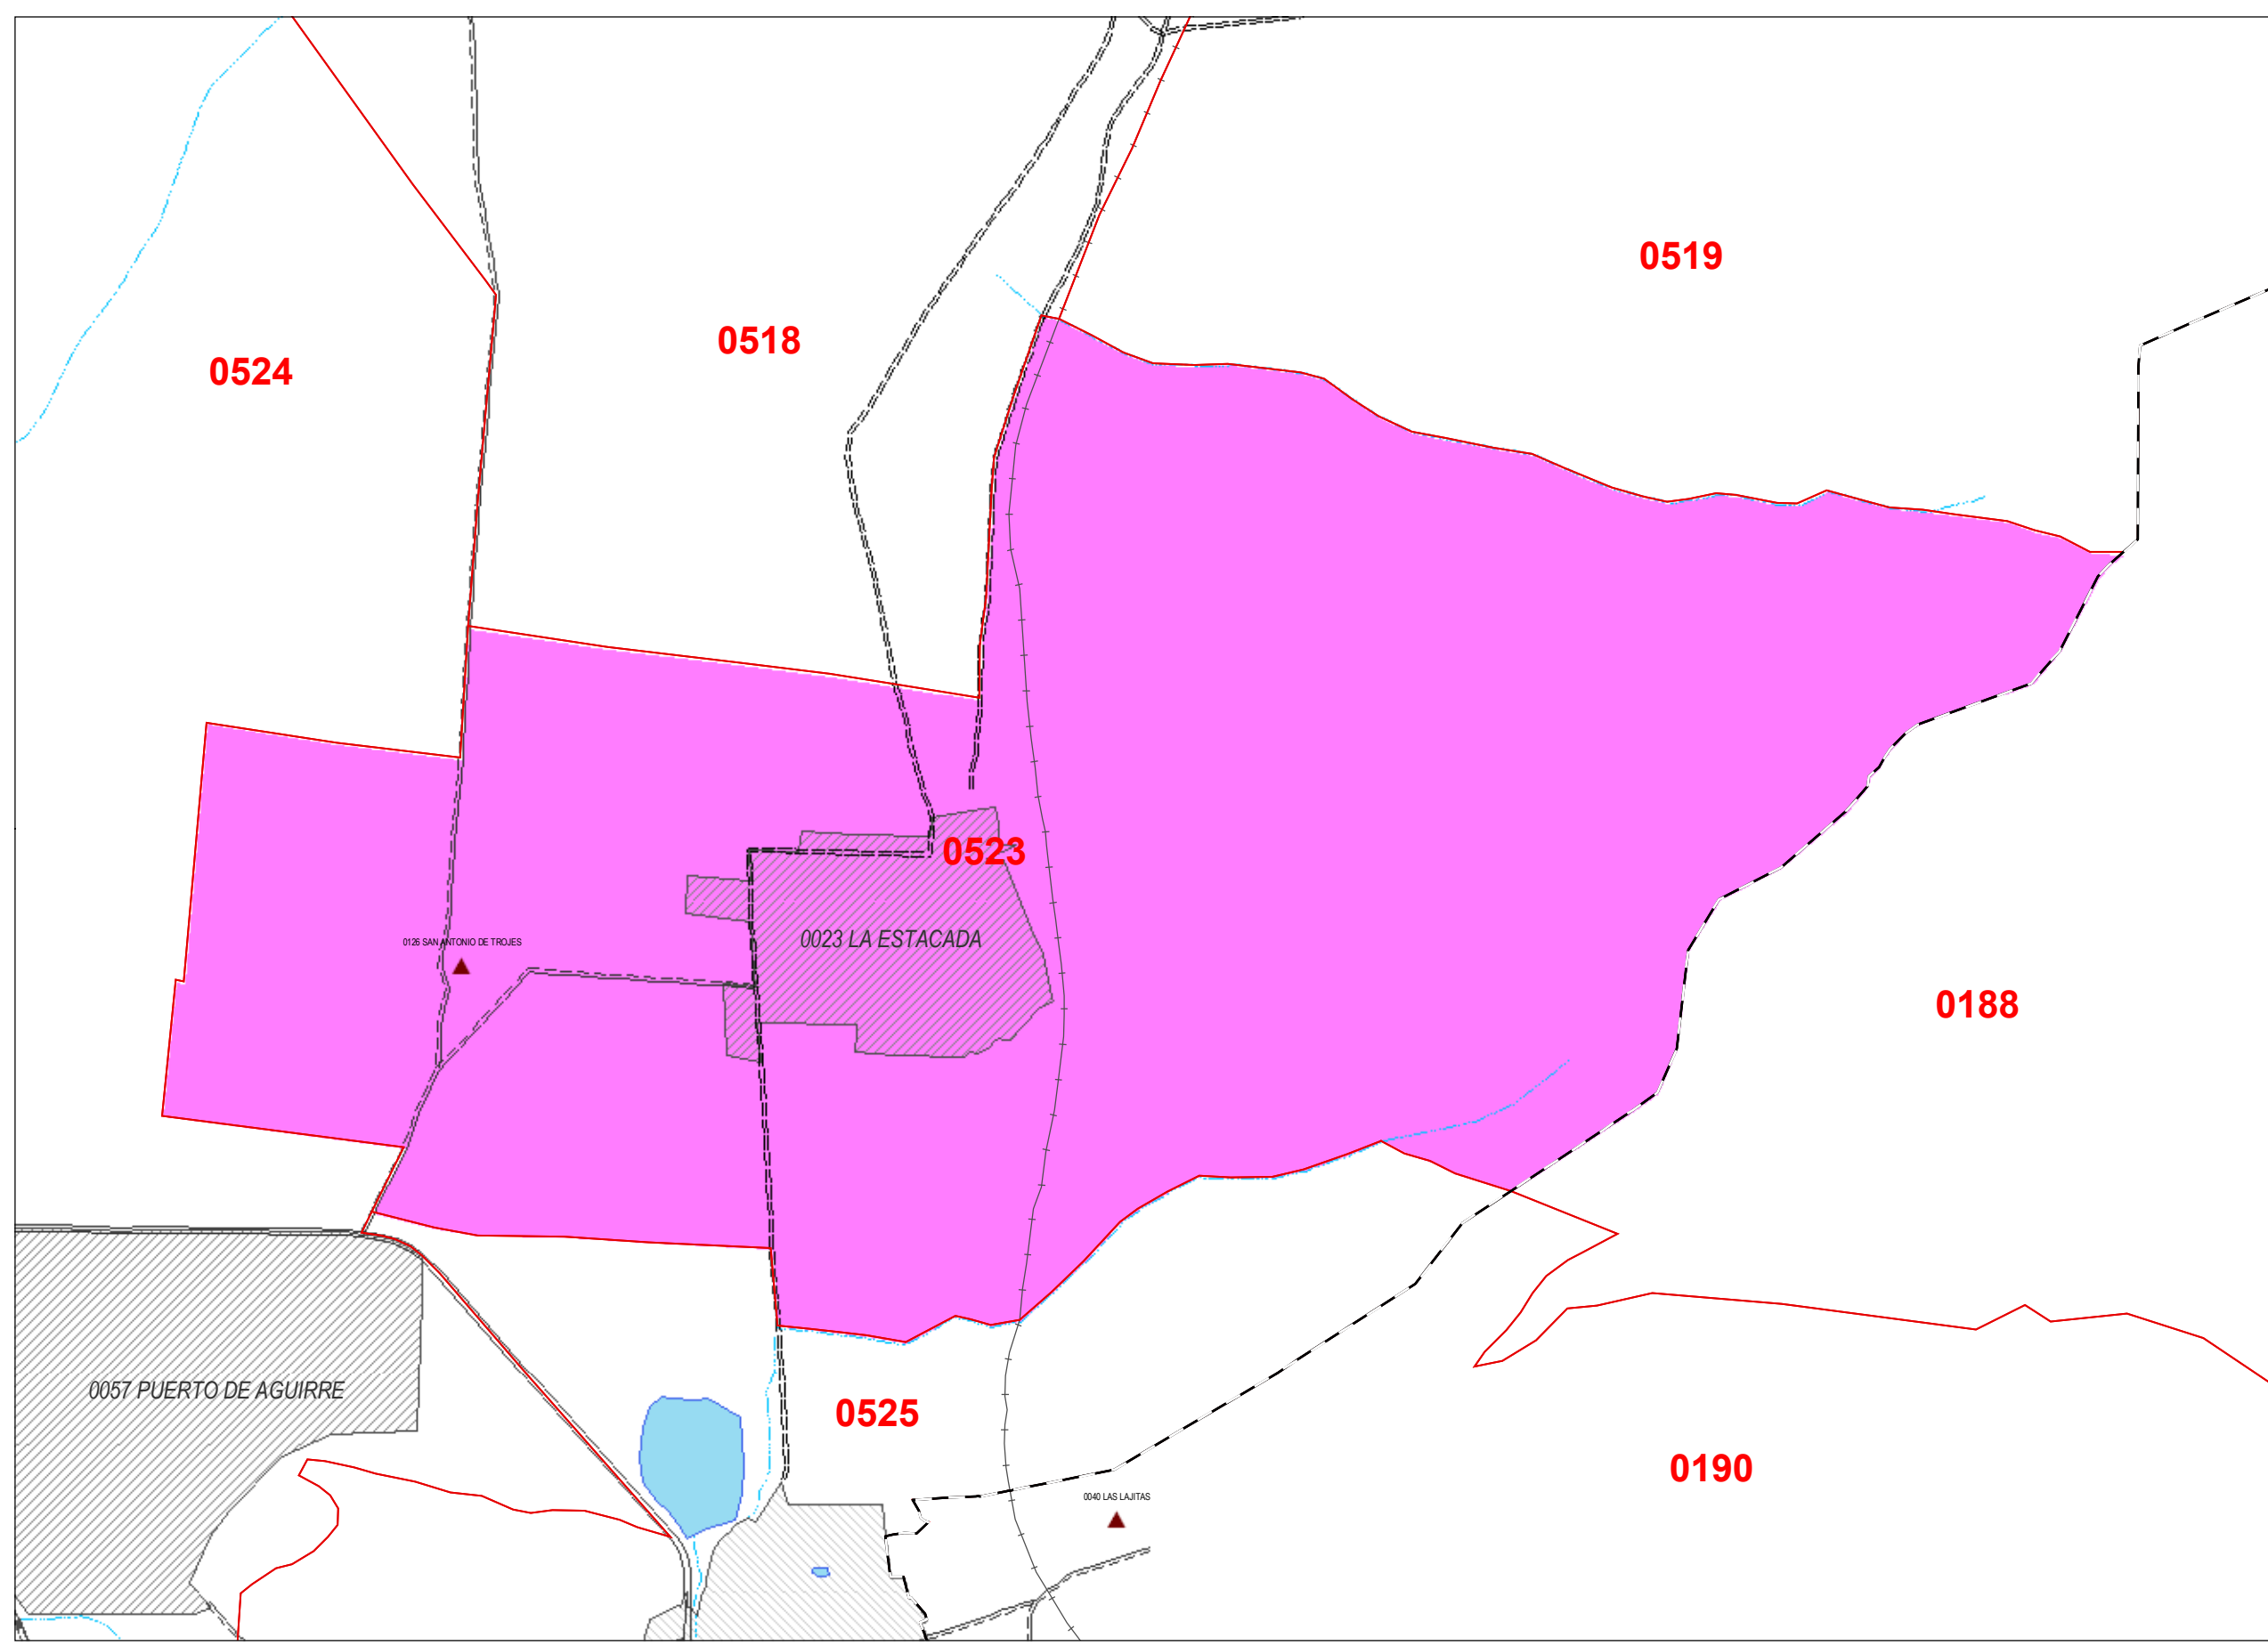 0519
0518
0524
0523
0126 SAN ANTONIO DE TROJES
0023 LA ESTACADA
0188
0057 PUERTO DE AGUIRRE
0525
0190
0040 LAS LAJITAS